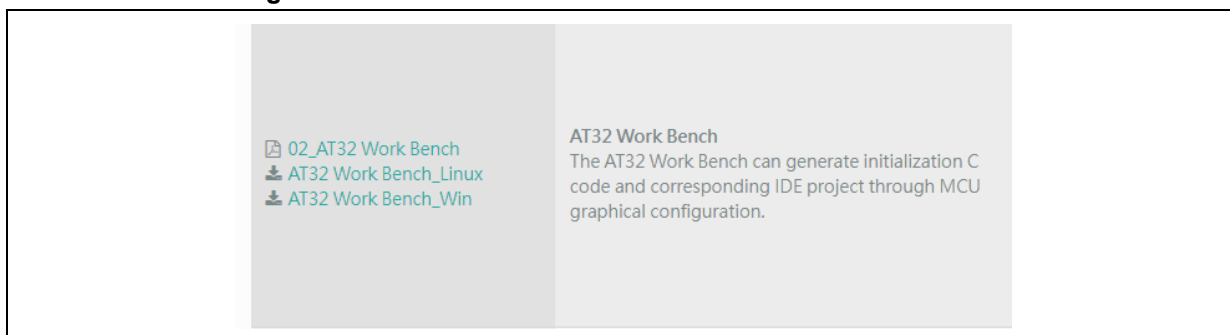 02_AT32 Work Bench
AT32 Work Bench_Linux
AT32 Work Bench_Win
AT32 Work Bench
The AT32 Work Bench can generate initialization C
code and corresponding IDE project through MCU
graphical configuration.